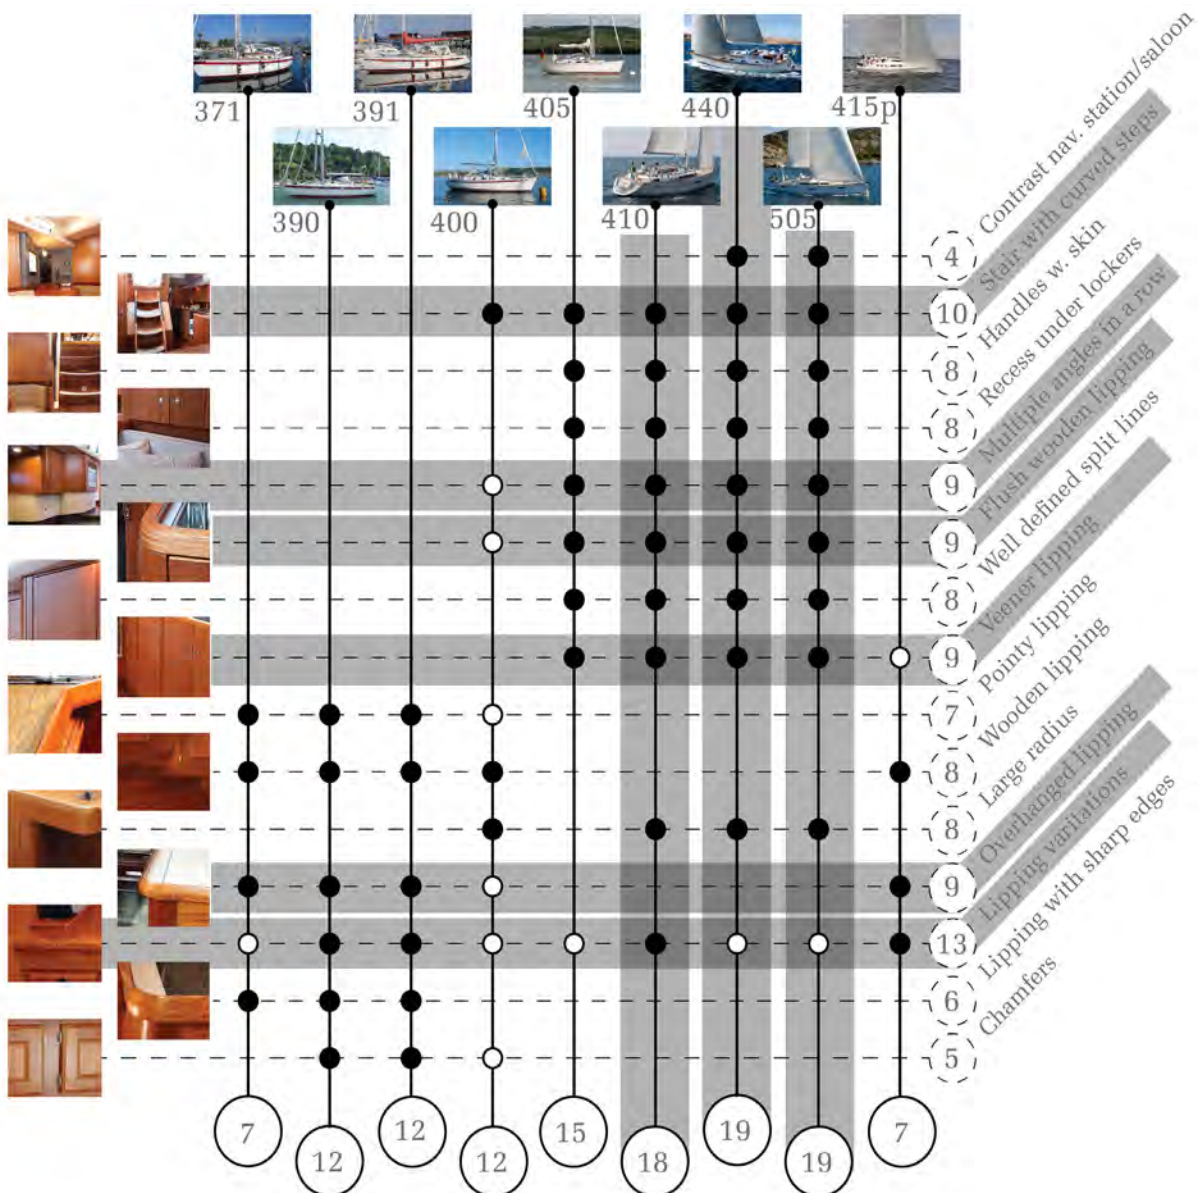 371
391
405
440
415p
390
400
410
505
Contrast nav. station/saloon
Stair with curved steps
Handles w. skin
Recess under lockers
Multiple angles in a row
Flush wooden lipping
Well defined split lines
Veener lipping
Pointy lipping
Wooden lipping
Large radius
Overhanged lipping
Lipping varitations
Lipping with sharp edges
Chamfers
4
10
8
8
9
9
8
9
7
8
8
9
13
6
5
7
12
12
12
15
18
19
19
7